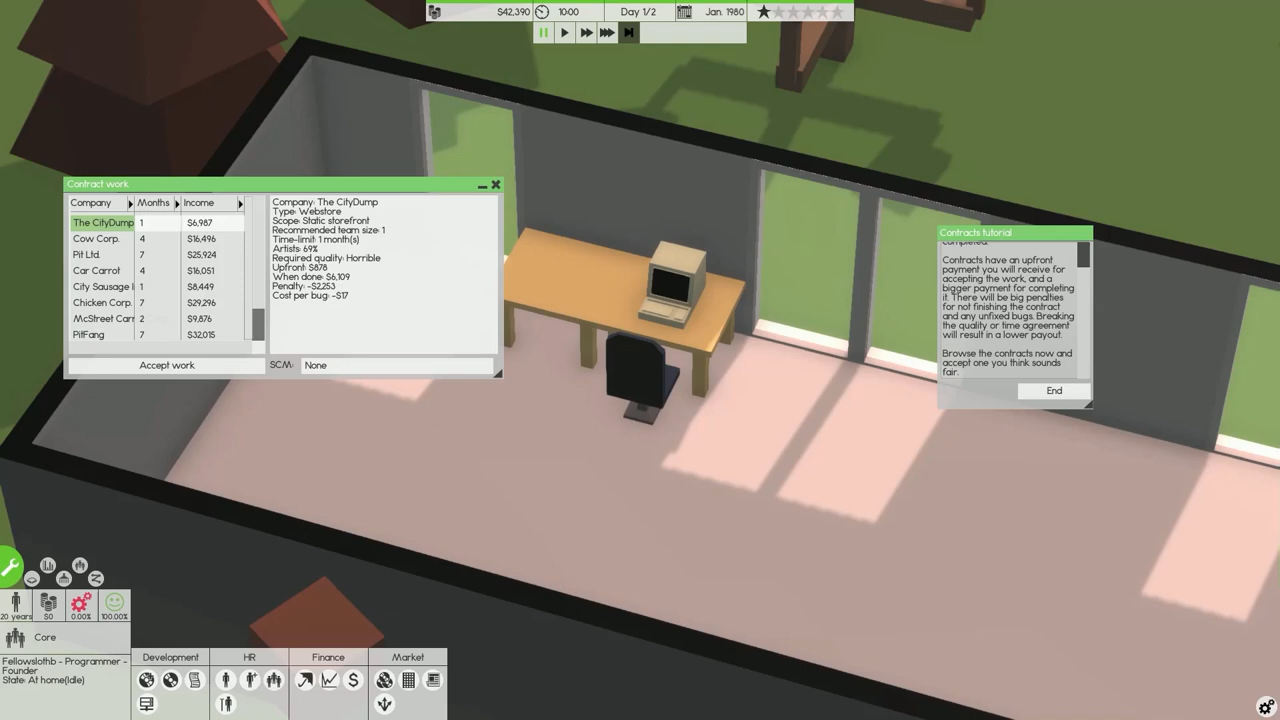 $42,390 10:00 Day 1/2 Jan. 1980
Contract work
Company Months Income
The CityDump 1 $6,987
Cow Corp. 4 $16,496
Pit Ltd. 7 $25,924
Car Carrot 4 $16,051
City Sausage 1 $8,449
Chicken Corp. 7 $29,296
McStreet Carr 2 $9,876
PitFang 7 $32,015
Accept work
Company: The CityDump
Type: Webstore
Scope: Static storefront
Recommended team size: 1
Time-limit: 1 month(s)
Artists: 69%
Required quality: Horrible
Upfront: $878
When done: $6,109
Penalty: -$2,253
Cost per bug: -$17
SCM: None
Contracts tutorial
completed.
Contracts have an upfront
payment you will receive for
accepting the work, and a
bigger payment for completing
it. There will be big penalties
for not finishing the contract
and any unfixed bugs. Breaking
the quality or time agreement
will result in a lower payout.
Browse the contracts now and
accept one you think sounds
fair.
End
20 years $0 0.00% 100.00%
Core
Fellowslothb - Programmer -
Founder
State: At home(Idle)
Development HR Finance Market